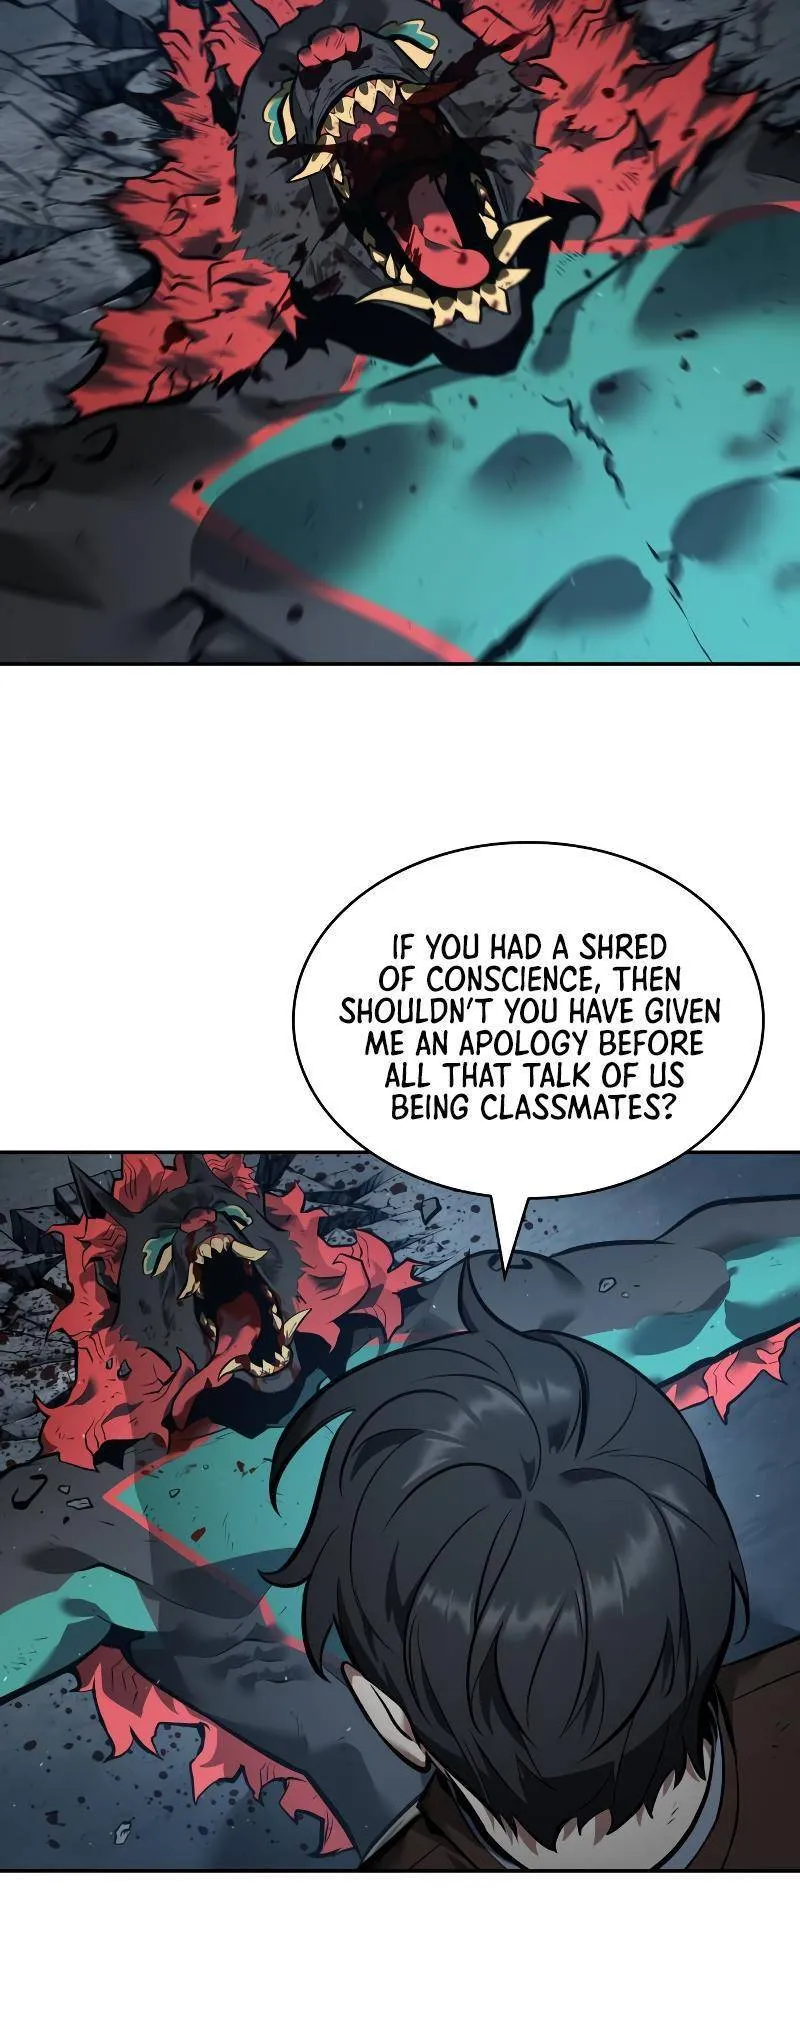 IF YOU HAD A SHRED
OF CONSCIENCE, THEN
SHOULDN'T YOU HAVE GIVEN
ME AN APOLOGY BEFORE
ALL THAT TALK OF US
BEING CLASSMATES?